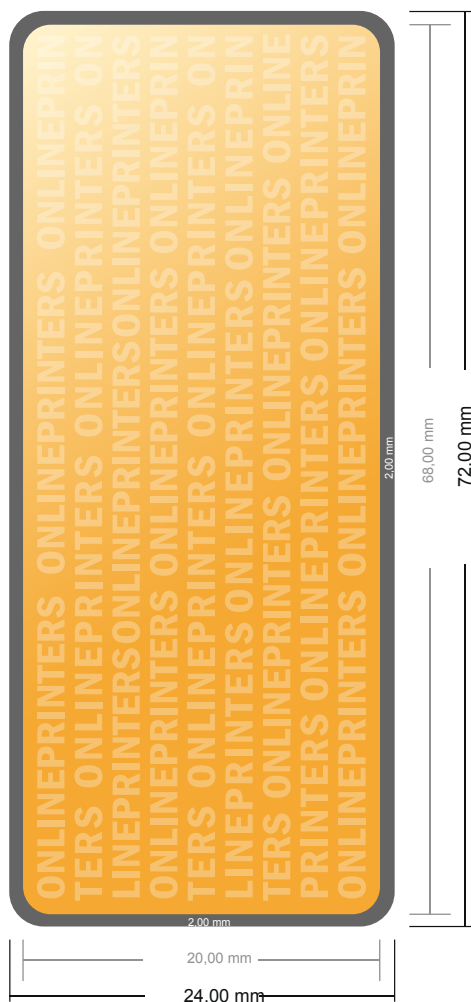 ONLINEPRINTERS ONLINEPRINTERS ONLINEPRIN
TERS ONLINEPRINTERS ONLINEPRINTERS ON
LINEPRINTERSONLINEPRINTERSONLINEPRINTERS
ONLINEPRINTERS ONLINEPRINTERS ONLINEPRIN
TERS ONLINEPRINTERS ONLINEPRINTERS ON
LINEPRINTERS ONLINEPRINTERS ONLINEPRIN
TERS ONLINEPRINTERS ONLINEPRINTERS ONLINE
PRINTERS ONLINEPRINTERS ONLINEPRINTERS
ONLINEPRINTERS ONLINEPRINTERS ONLINEPRIN
2,00 mm
68,00 mm
72,00 mm
2,00 mm
20,00 mm
24,00 mm